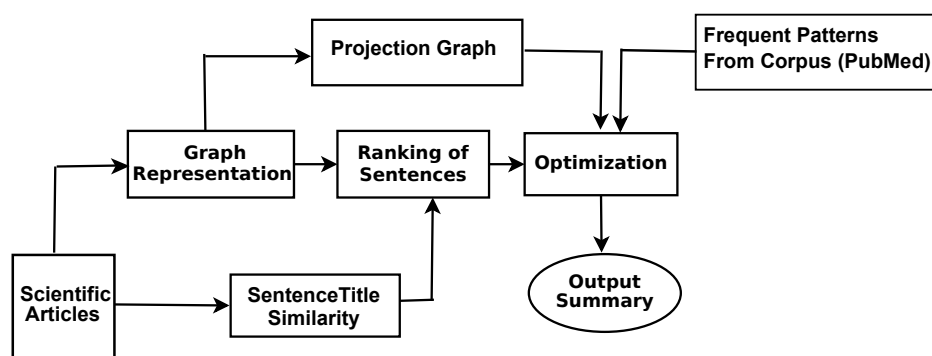 Projection Graph
Frequent Patterns
From Corpus (PubMed)
Graph
Representation
Ranking of
Sentences
Optimization
Scientific
Articles
SentenceTitle
Similarity
Output
Summary